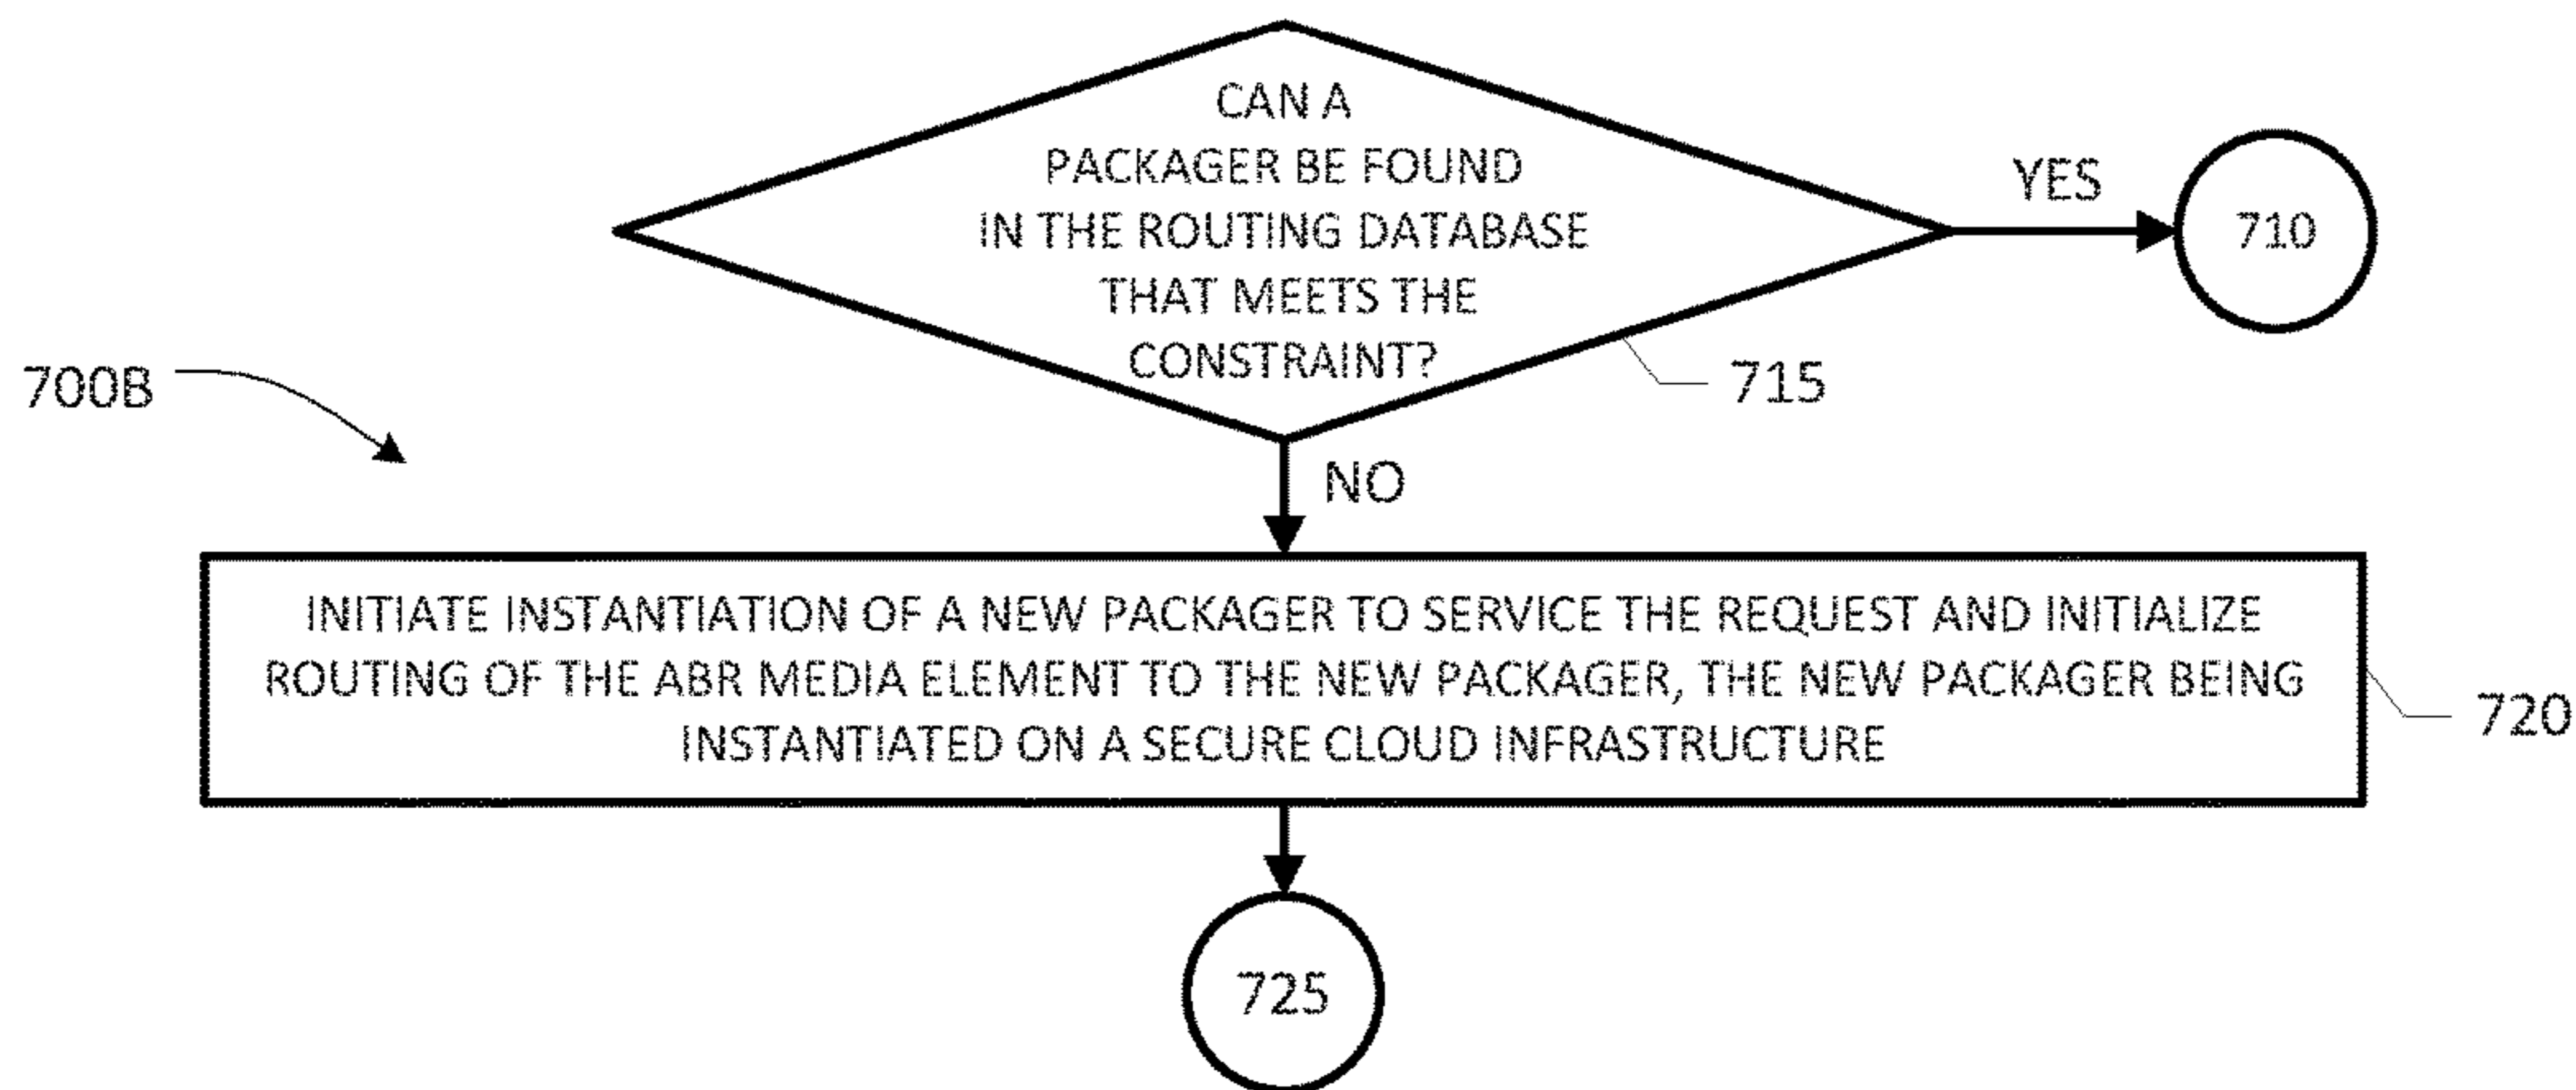 CAN A
PACKAGER BE FOUND
IN THE ROUTING DATABASE
THAT MEETS THE
CONSTRAINT?
YES
710
715
700B
NO
INITIATE INSTANTIATION OF A NEW PACKAGER TO SERVICE THE REQUEST AND INITIALIZE
ROUTING OF THE ABR MEDIA ELEMENT TO THE NEW PACKAGER, THE NEW PACKAGER BEING
INSTANTIATED ON A SECURE CLOUD INFRASTRUCTURE
720
725